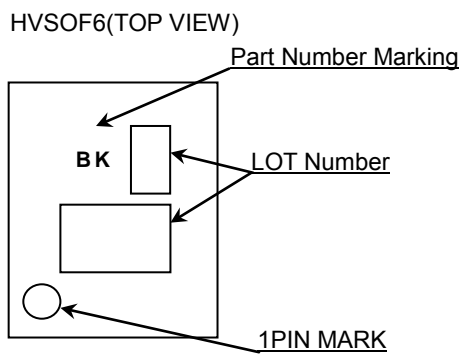 HVSOF6(TOP VIEW)
Part Number Marking
BK
LOT Number
1PIN MARK